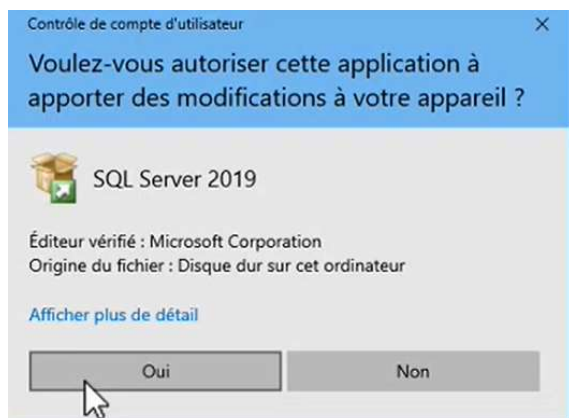 Contrôle de compte d'utilisateur
Voulez-vous autoriser cette application à
apporter des modifications à votre appareil ?
SQL Server 2019
Éditeur vérifié : Microsoft Corporation
Origine du fichier : Disque dur sur cet ordinateur
Afficher plus de détail
Oui
Non